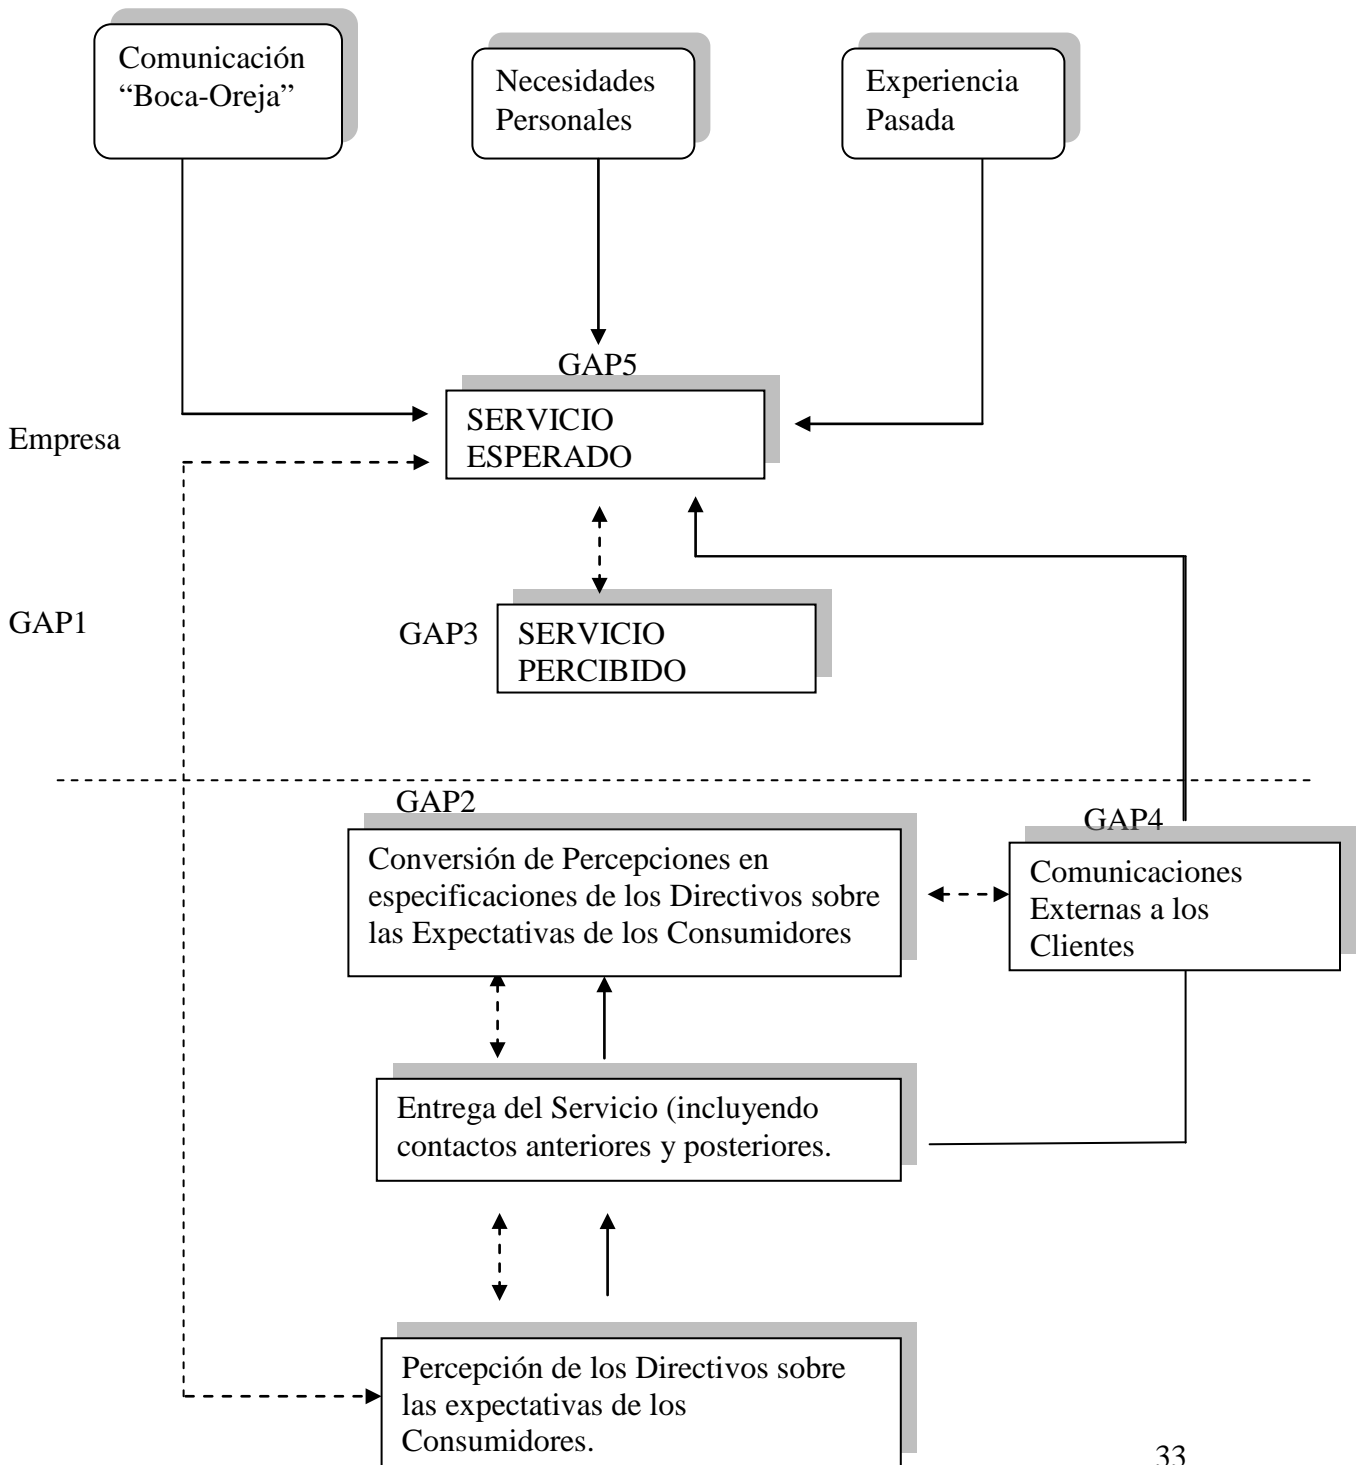 Comunicación
“Boca-Oreja”
Necesidades
Personales
Experiencia
Pasada
GAP5
SERVICIO
ESPERADO
Empresa
GAP1
GAP3
SERVICIO
PERCIBIDO
GAP2
Conversión de Percepciones en
especificaciones de los Directivos sobre
las Expectativas de los Consumidores
GAP4
Comunicaciones
Externas a los
Clientes
Entrega del Servicio (incluyendo
contactos anteriores y posteriores.
Percepción de los Directivos sobre
las expectativas de los
Consumidores.
33